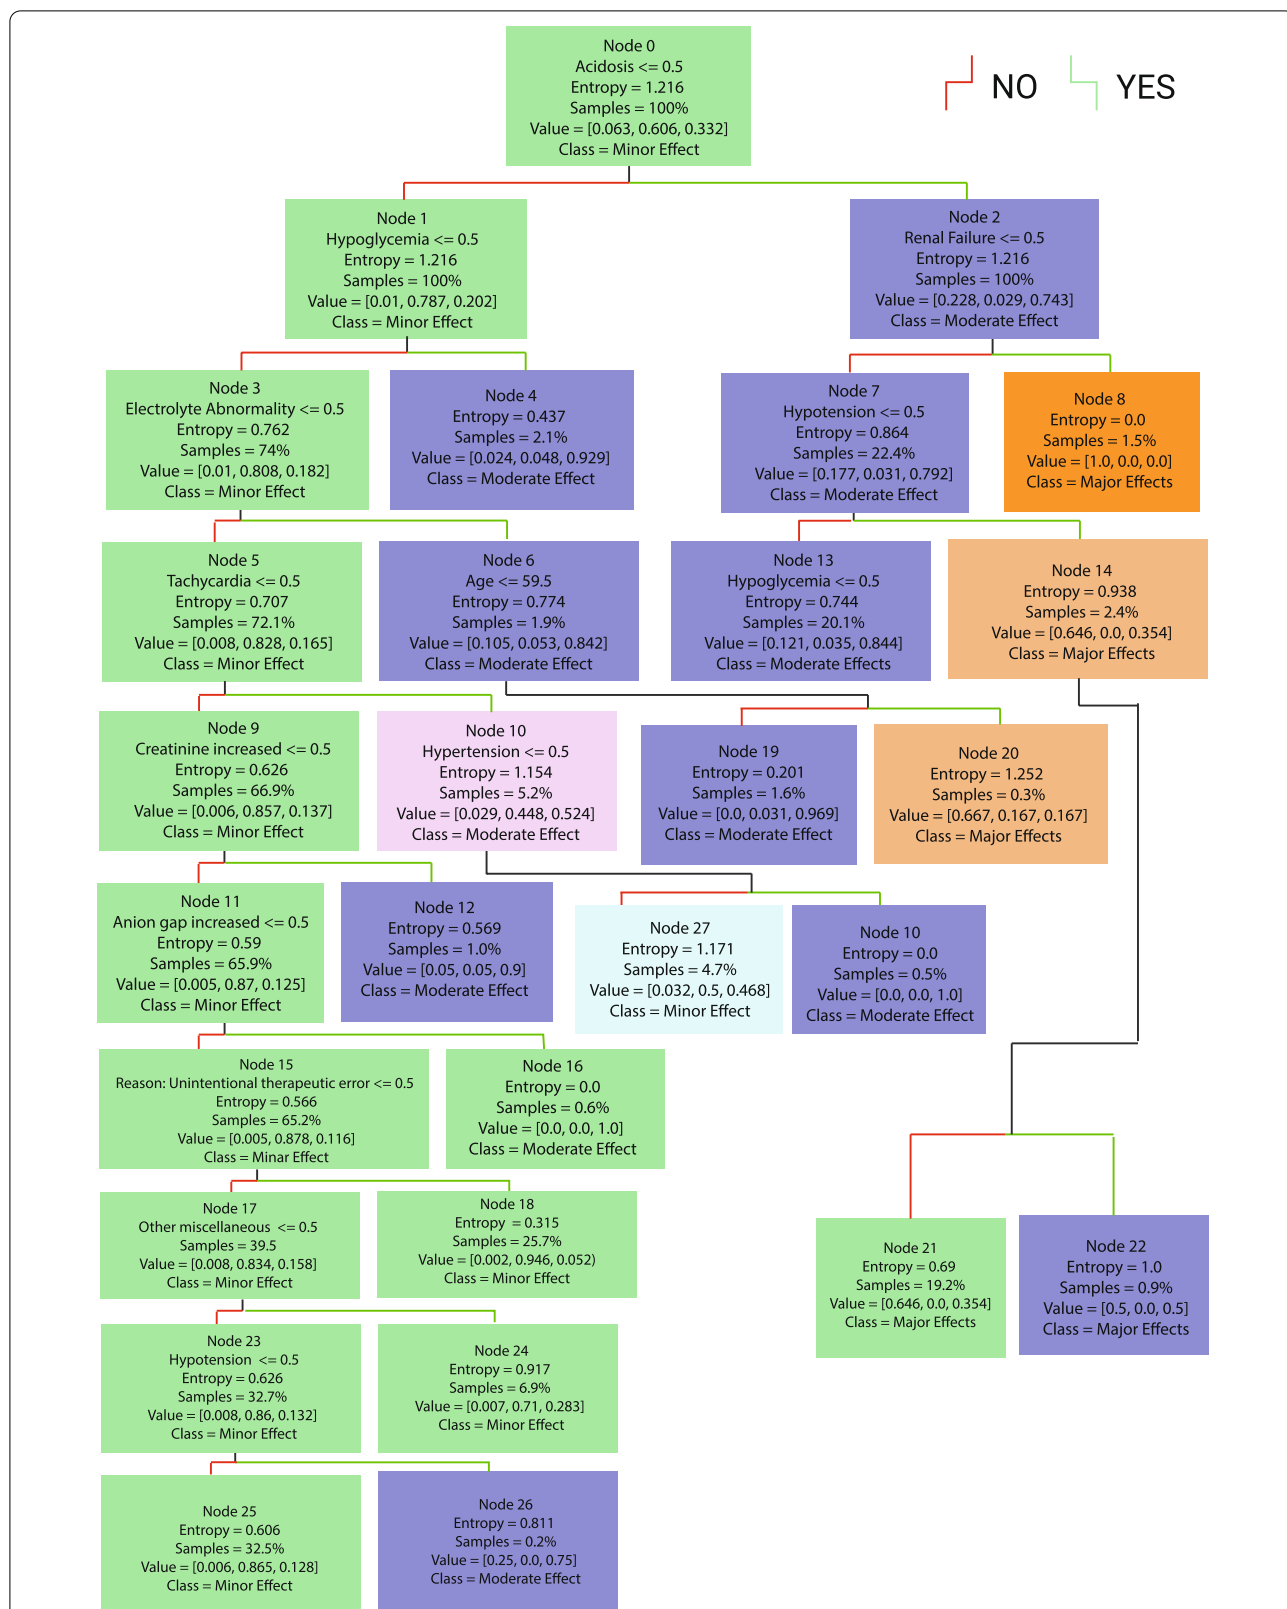 Node 0
Acidosis <= 0.5
Entropy = 1.216
Samples = 100%
Value = [0.063, 0.606, 0.332]
Class = Minor Effect
NO
YES
Node 1
Hypoglycemia <= 0.5
Entropy = 1.216
Samples = 100%
Value = [0.01, 0.787, 0.202]
Class = Minor Effect
Node 2
Renal Failure <= 0.5
Entropy = 1.216
Samples = 100%
Value = [0.228, 0.029, 0.743]
Class = Moderate Effect
Node 3
Electrolyte Abnormality <= 0.5
Entropy = 0.762
Samples = 74%
Value = [0.01, 0.808, 0.182]
Class = Minor Effect
Node 4
Entropy = 0.437
Samples = 2.1%
Value = [0.024, 0.048, 0.929]
Class = Moderate Effect
Node 7
Hypotension <= 0.5
Entropy = 0.864
Samples = 22.4%
Value = [0.177, 0.031, 0.792]
Class = Moderate Effect
Node 8
Entropy = 0.0
Samples = 1.5%
Value = [1.0, 0.0, 0.0]
Class = Major Effects
Node 5
Tachycardia <= 0.5
Entropy = 0.707
Samples = 72.1%
Value = [0.008, 0.828, 0.165]
Class = Minor Effect
Node 6
Age <= 59.5
Entropy = 0.774
Samples = 1.9%
Value = [0.105, 0.053, 0.842]
Class = Moderate Effect
Node 13
Hypoglycemia <= 0.5
Entropy = 0.744
Samples = 20.1%
Value = [0.121, 0.035, 0.844]
Class = Moderate Effects
Node 14
Entropy = 0.938
Samples = 2.4%
Value = [0.646, 0.0, 0.354]
Class = Major Effects
Node 9
Creatinine increased <= 0.5
Entropy = 0.626
Samples = 66.9%
Value = [0.006, 0.857, 0.137]
Class = Minor Effect
Node 10
Hypertension <= 0.5
Entropy = 1.154
Samples = 5.2%
Value = [0.029, 0.448, 0.524]
Class = Moderate Effect
Node 19
Entropy = 0.201
Samples = 1.6%
Value = [0.0, 0.031, 0.969]
Class = Moderate Effect
Node 20
Entropy = 1.252
Samples = 0.3%
Value = [0.667, 0.167, 0.167]
Class = Major Effects
Node 11
Anion gap increased <= 0.5
Entropy = 0.59
Samples = 65.9%
Value = [0.005, 0.87, 0.125]
Class = Minor Effect
Node 12
Entropy = 0.569
Samples = 1.0%
Value = [0.05, 0.05, 0.9]
Class = Moderate Effect
Node 27
Entropy = 1.171
Samples = 4.7%
Value = [0.032, 0.5, 0.468]
Class = Minor Effect
Node 10
Entropy = 0.0
Samples = 0.5%
Value = [0.0, 0.0, 1.0]
Class = Moderate Effect
Node 15
Reason: Unintentional therapeutic error <= 0.5
Entropy = 0.566
Samples = 65.2%
Value = [0.005, 0.878, 0.116]
Class = Minar Effect
Node 16
Entropy = 0.0
Samples = 0.6%
Value = [0.0, 0.0, 1.0]
Class = Moderate Effect
Node 17
Other miscellaneous <= 0.5
Samples = 39.5
Value = [0.008, 0.834, 0.158]
Class = Minor Effect
Node 18
Entropy = 0.315
Samples = 25.7%
Value = [0.002, 0.946, 0.052)
Class = Minor Effect
Node 21
Entropy = 0.69
Samples = 19.2%
Value = [0.646, 0.0, 0.354]
Class = Major Effects
Node 22
Entropy = 1.0
Samples = 0.9%
Value = [0.5, 0.0, 0.5]
Class = Major Effects
Node 23
Hypotension <= 0.5
Entropy = 0.626
Samples = 32.7%
Value = [0.008, 0.86, 0.132]
Class = Minor Effect
Node 24
Entropy = 0.917
Samples = 6.9%
Value = [0.007, 0.71, 0.283]
Class = Minor Effect
Node 25
Entropy = 0.606
Samples = 32.5%
Value = [0.006, 0.865, 0.128]
Class = Minor Effect
Node 26
Entropy = 0.811
Samples = 0.2%
Value = [0.25, 0.0, 0.75]
Class = Moderate Effect